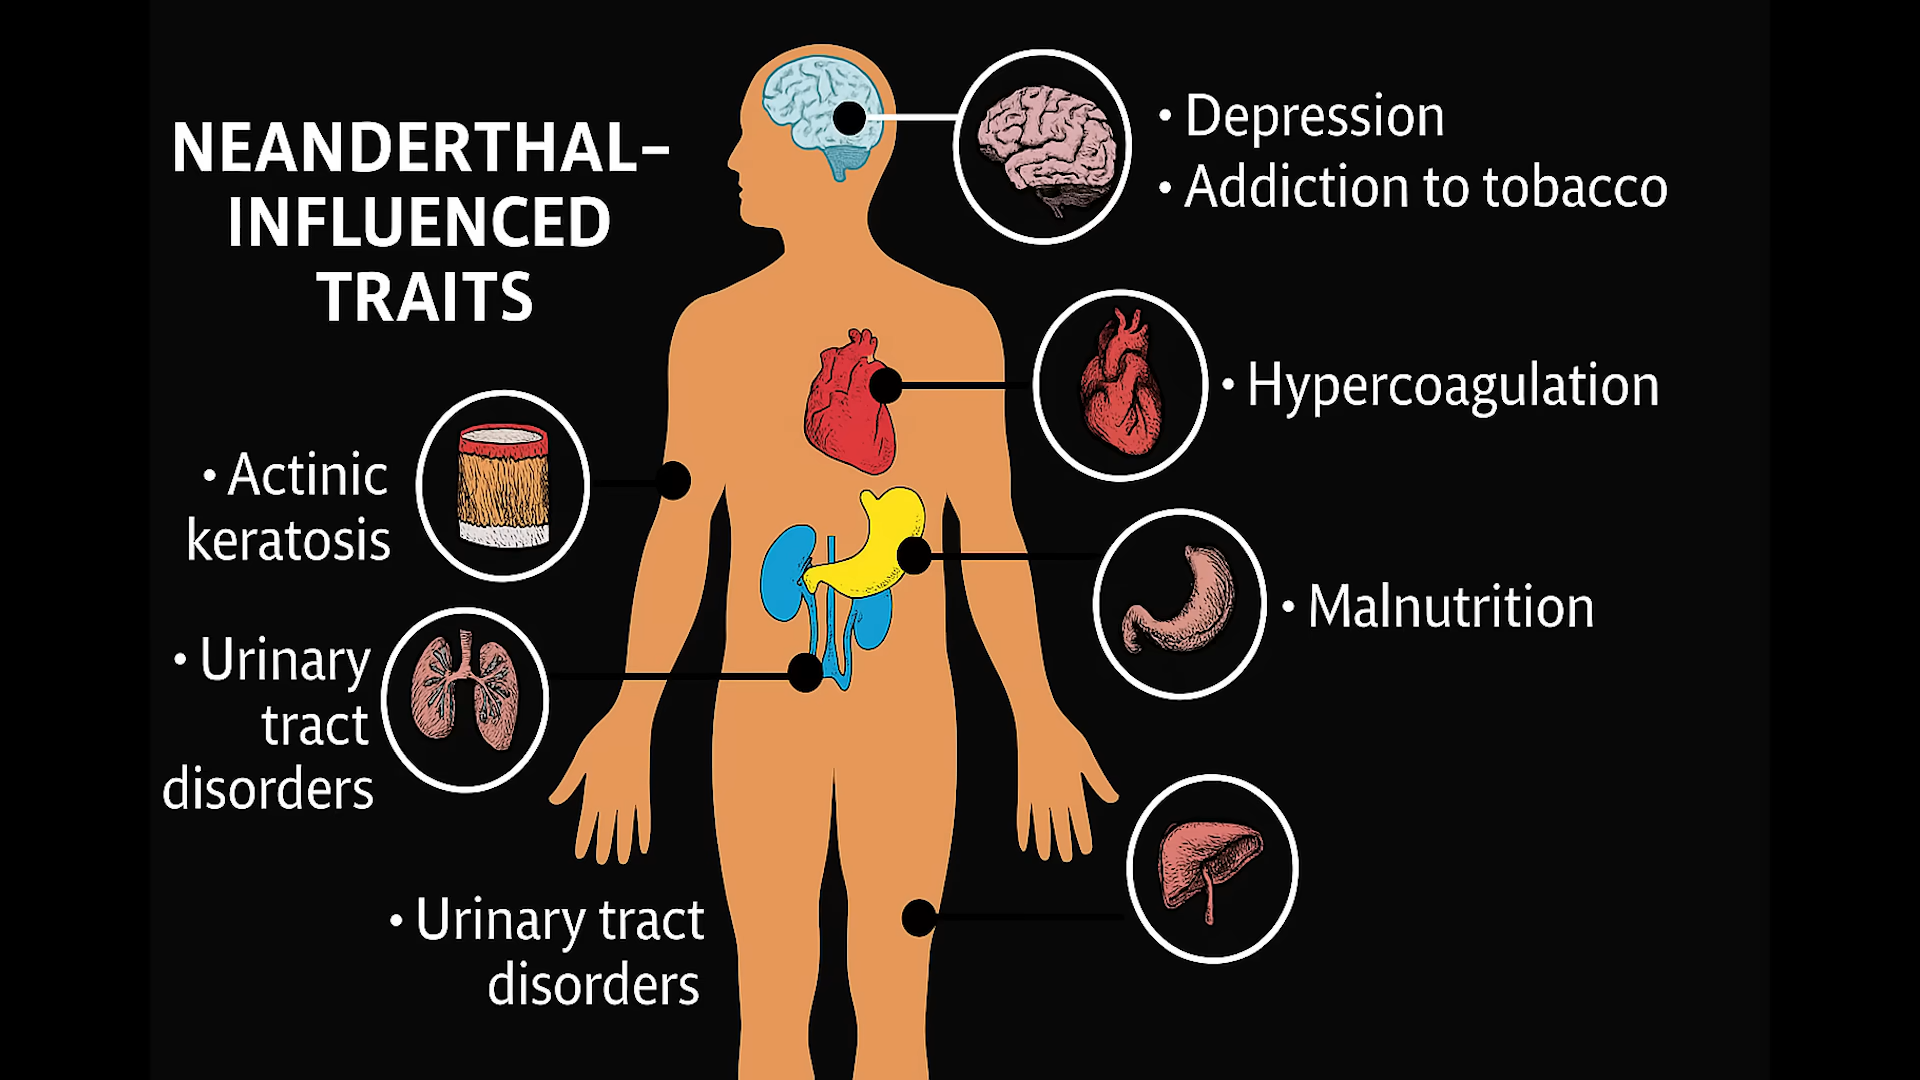 NEANDERTHAL–
INFLUENCED
TRAITS
• Depression
• Addiction to tobacco
• Hypercoagulation
• Actinic
keratosis
• Malnutrition
• Urinary
tract
disorders
• Urinary tract
disorders